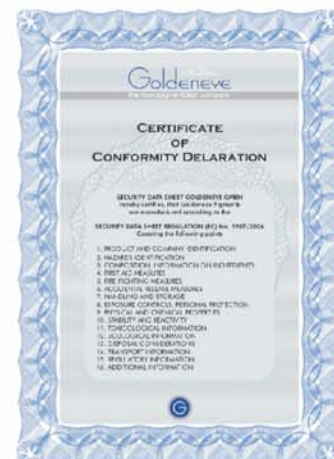 Goldeneye
CERTIFICATE
OF
CONFORMITY DELARATION
SECURITY DATA SHEET GOLDENEYE GMBH
hereby certifies, that Goldeneye Pigments
are manufactured according to the
SECURITY DATA SHEET REGULATION (EC) No. 1907/2006
Covering the following points
1. PRODUCT AND COMPANY IDENTIFICATION
2. HAZARDS IDENTIFICATION
3. COMPOSITION, INFORMATION ON INGREDIENTS
4. FIRST AID MEASURES
5. FIRE FIGHTING MEASURES
6. ACCIDENTAL RELEASE MEASURES
7. HANDLING AND STORAGE
8. EXPOSURE CONTROLS, PERSONAL PROTECTION
9. PHYSICAL AND CHEMICAL PROPERTIES
10. STABILITY AND REACTIVITY
11. TOXICOLOGICAL INFORMATION
12. ECOLOGICAL INFORMATION
13. DISPOSAL CONSIDERATIONS
14. TRANSPORT INFORMATION
15. REGULATORY INFORMATION
16. ADDITIONAL INFORMATION
G